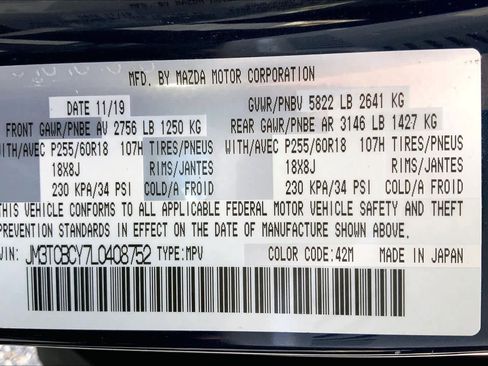 MFD. BY MAZDA MOTOR CORPORATION
DATE 11/19 GVWR/PNBV 5822 LB 2641 KG
FRONT GAWR/PNBE AV 2756 LB 1250 KG REAR GAWR/PNBE AR 3146 LB 1427 KG
WITH/AVEC P255/60R18 107H TIRES/PNEUS WITH/AVEC P255/60R18 107H TIRES/PNEUS
18X8J RIMS/JANTES 18X8J RIMS/JANTES
230 KPA/34 PSI COLD/A FROID 230 KPA/34 PSI COLD/A FROID
THIS VEHICLE CONFORMS TO ALL APPLICABLE FEDERAL MOTOR VEHICLE SAFETY AND THEFT
PREVENTION STANDARDS IN EFFECT ON THE DATE OF MANUFACTURE SHOWN ABOVE.
VIN: JM3TCBCY7L0408752 TYPE:MPV COLOR CODE:42M MADE IN JAPAN